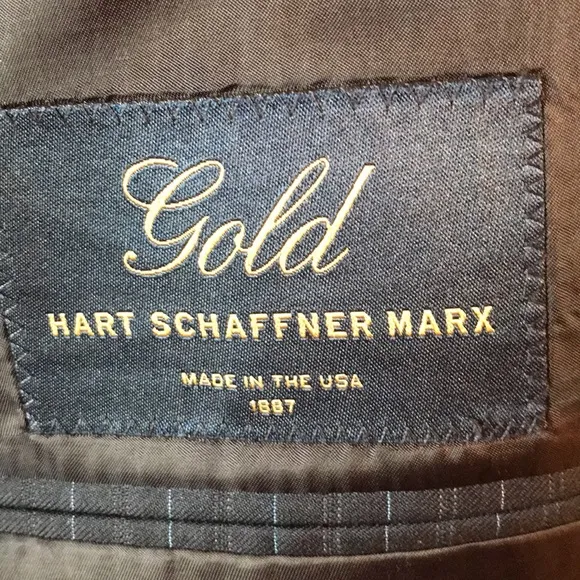 Gold
HART SCHAFFNER MARX
MADE IN THE USA
1887